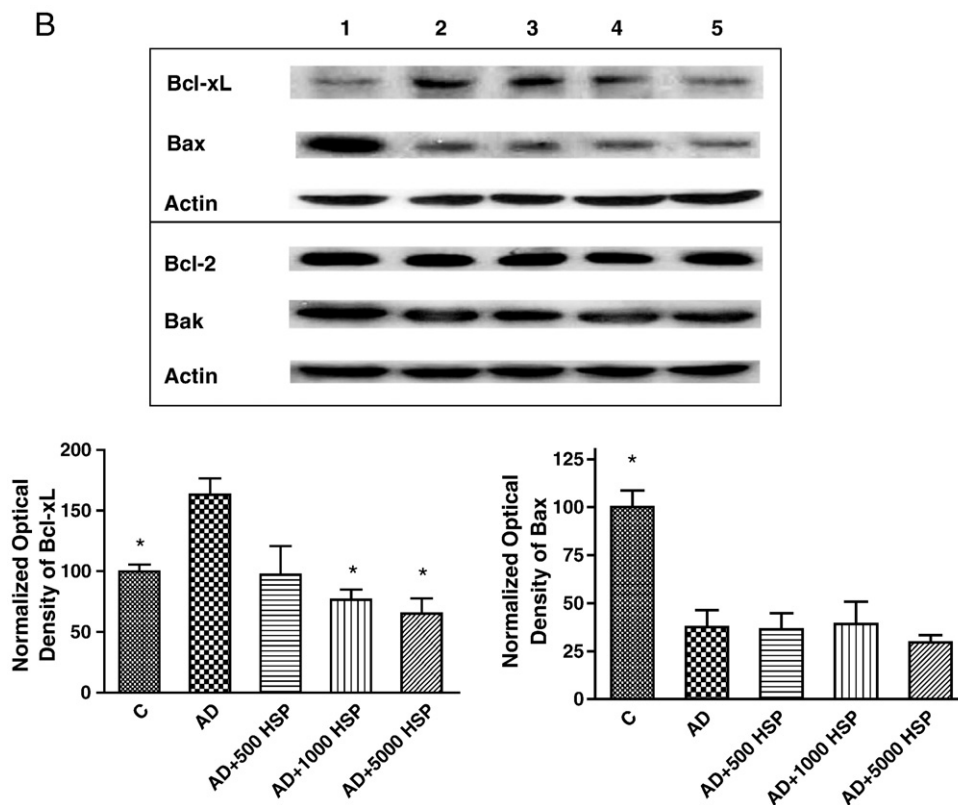 B
1 2 3 4 5
Bcl-xL
Bax
Actin
Bcl-2
Bak
Actin
Normalized Optical
Density of Bcl-xL
200
150
100
50
0
*
*
*
C
AD
AD+500 HSP
AD+1000 HSP
AD+5000 HSP
Normalized Optical
Density of Bax
125
100
75
50
25
0
*
C
AD
AD+500 HSP
AD+1000 HSP
AD+5000 HSP